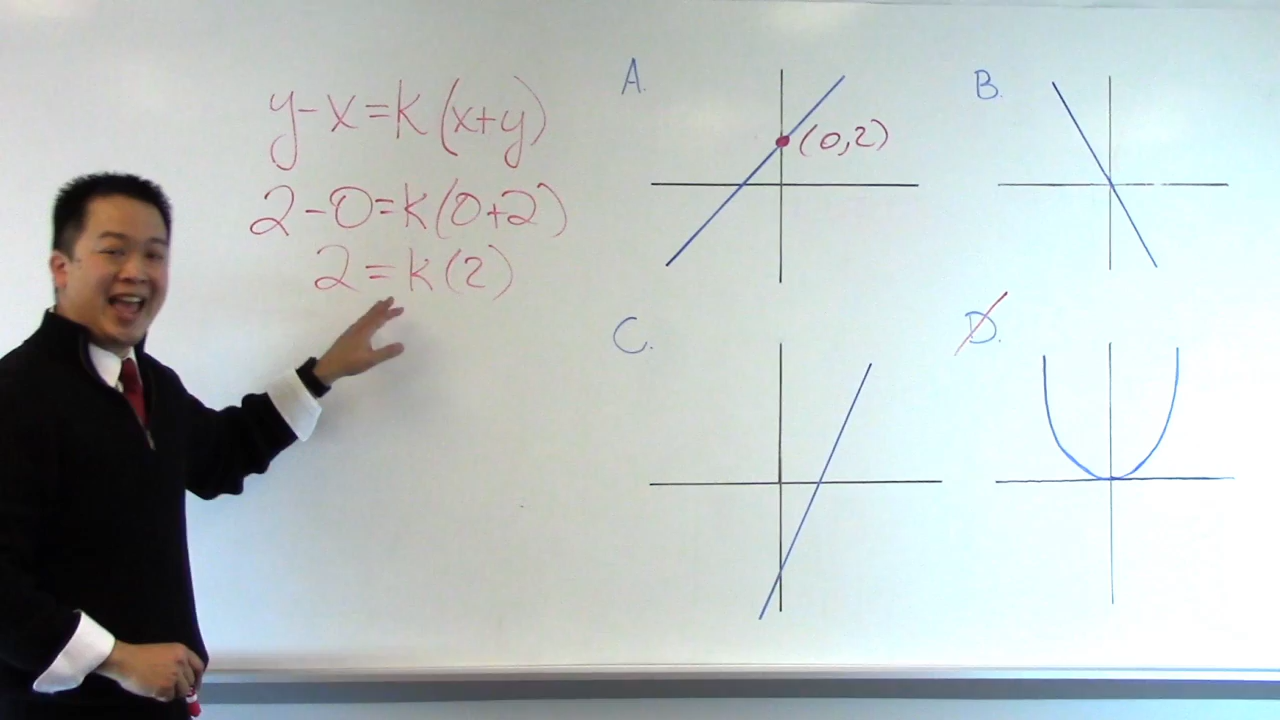 y-x=k(x+y)
2-0=k(0+2)
2=k(2)
A.
(0,2)
B.
C.
D.